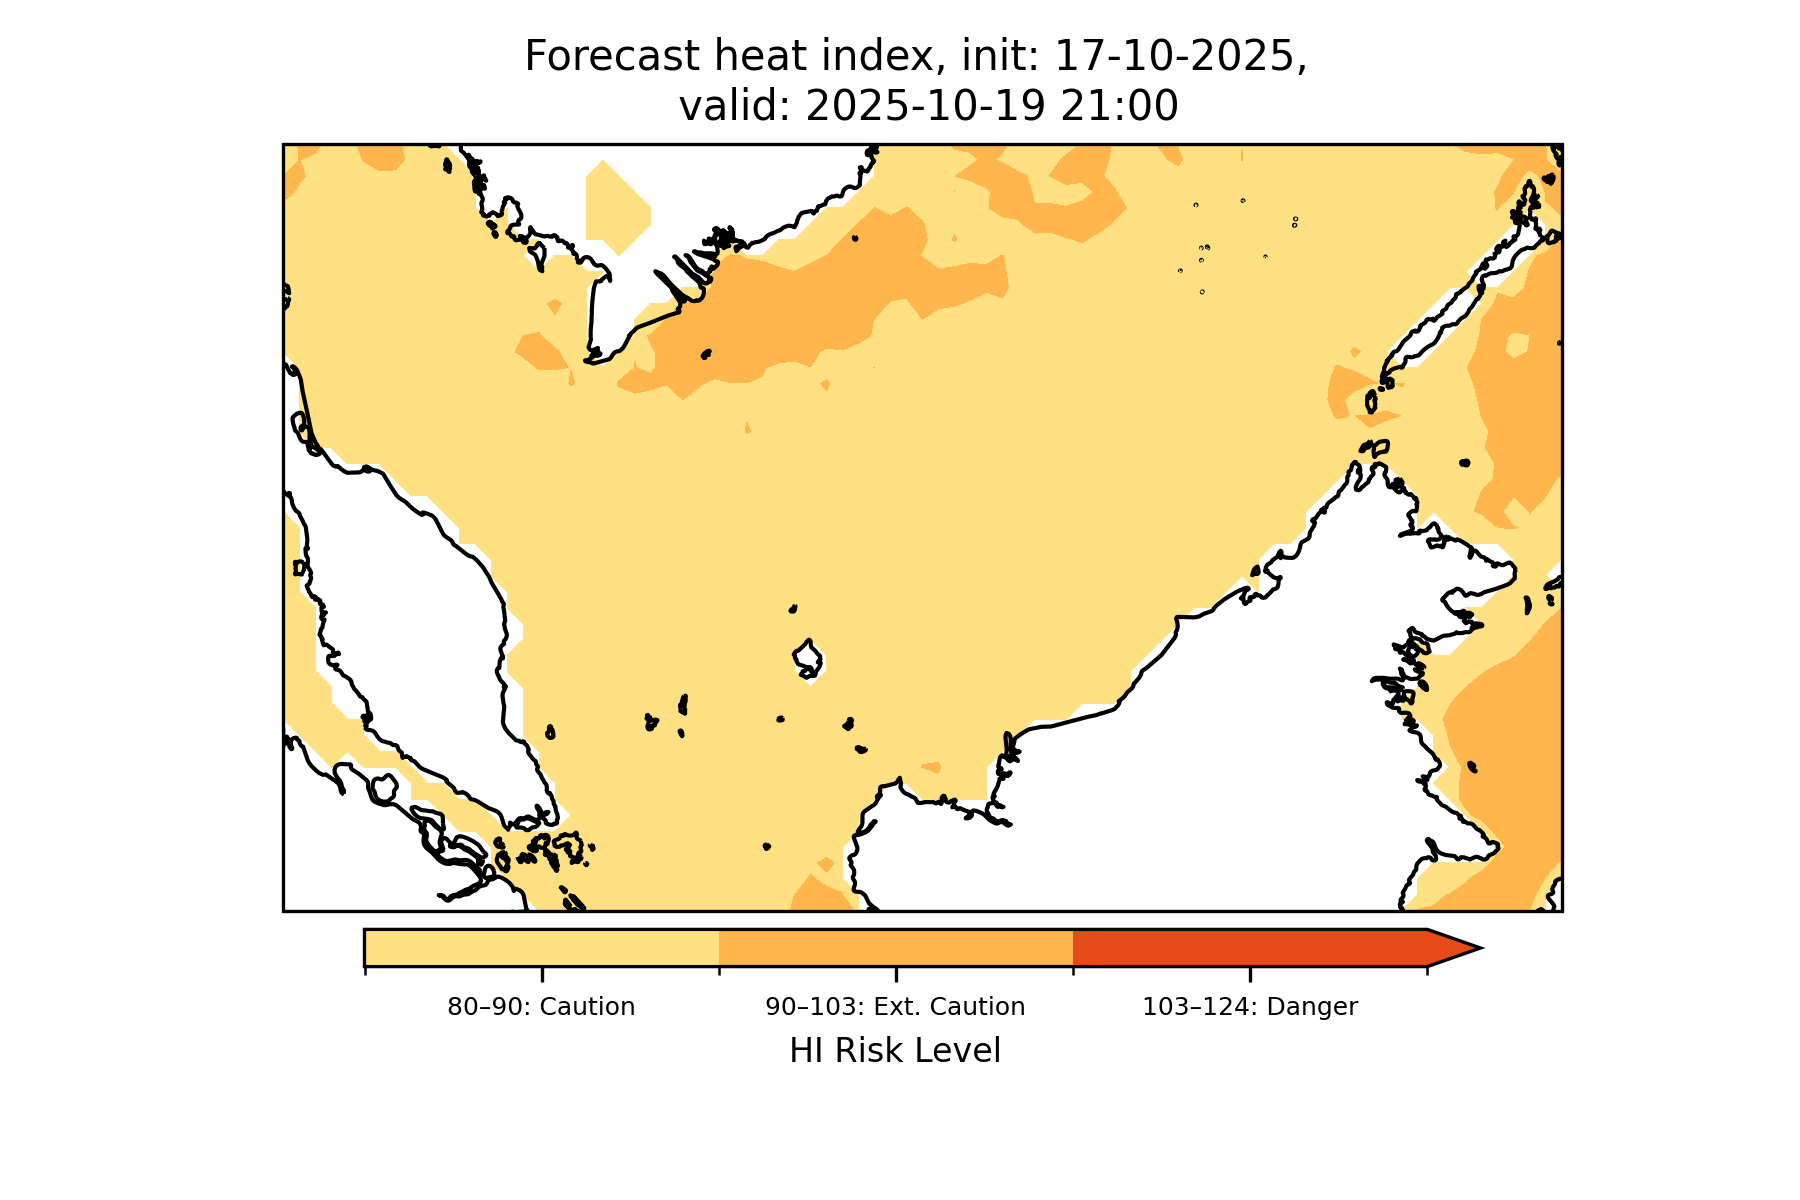 Forecast heat index, init: 17-10-2025,
valid: 2025-10-19 21:00
80–90: Caution
90–103: Ext. Caution
103–124: Danger
HI Risk Level